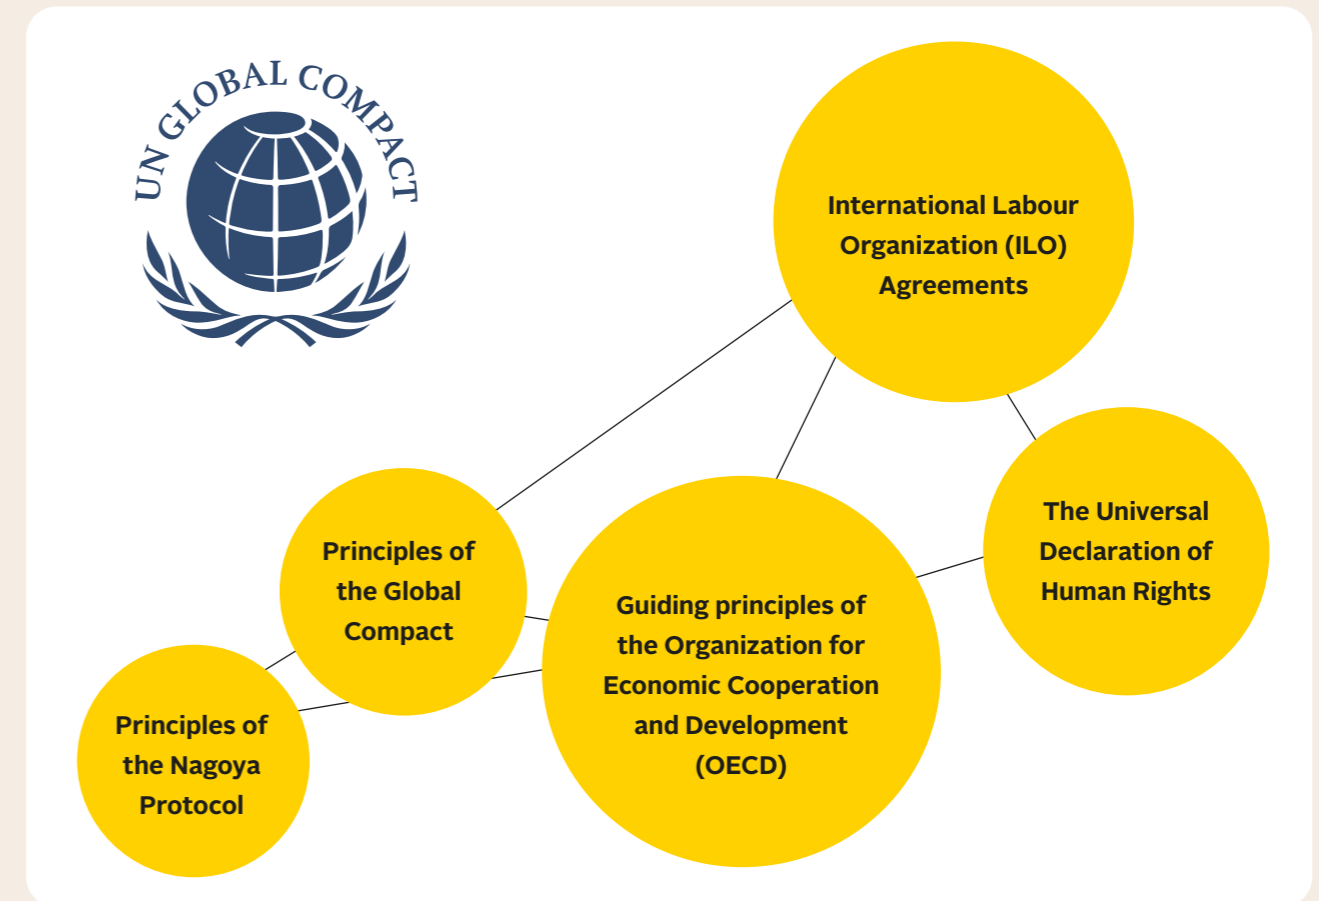 UN GLOBAL COMPACT
International Labour
Organization (ILO)
Agreements
The Universal
Declaration of
Human Rights
Principles of
the Global
Compact
Guiding principles of
the Organization for
Economic Cooperation
and Development
(OECD)
Principles of
the Nagoya
Protocol